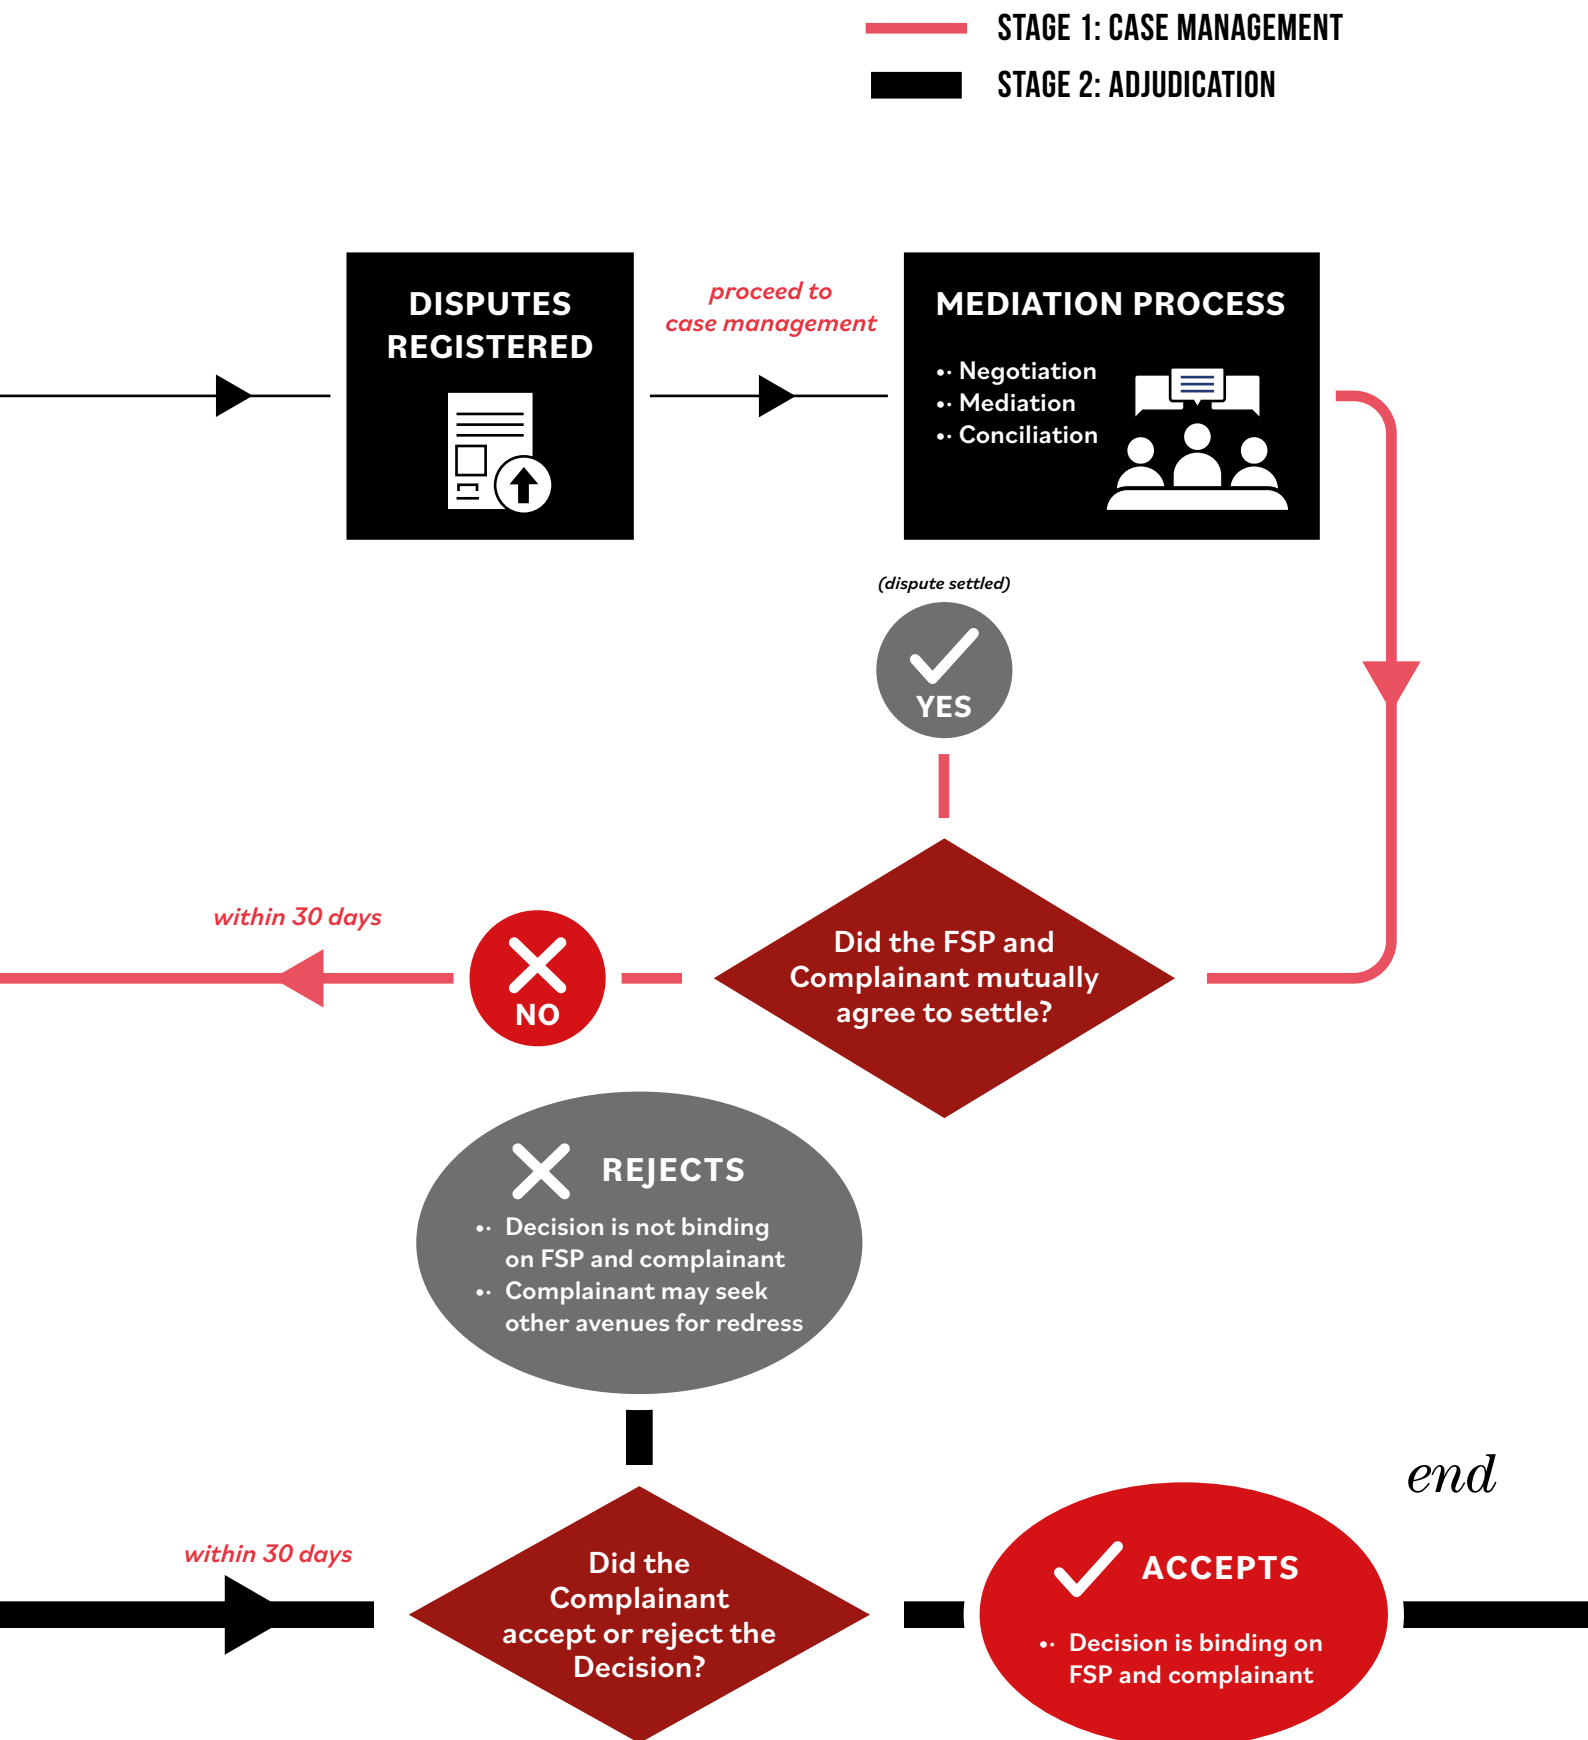 STAGE 1: CASE MANAGEMENT
STAGE 2: ADJUDICATION
DISPUTES
REGISTERED
proceed to
case management
MEDIATION PROCESS
•· Negotiation
•· Mediation
•· Conciliation
(dispute settled)
YES
Did the FSP and
Complainant mutually
agree to settle?
NO
within 30 days
REJECTS
•· Decision is not binding
on FSP and complainant
•· Complainant may seek
other avenues for redress
within 30 days
Did the
Complainant
accept or reject the
Decision?
ACCEPTS
•· Decision is binding on
FSP and complainant
end